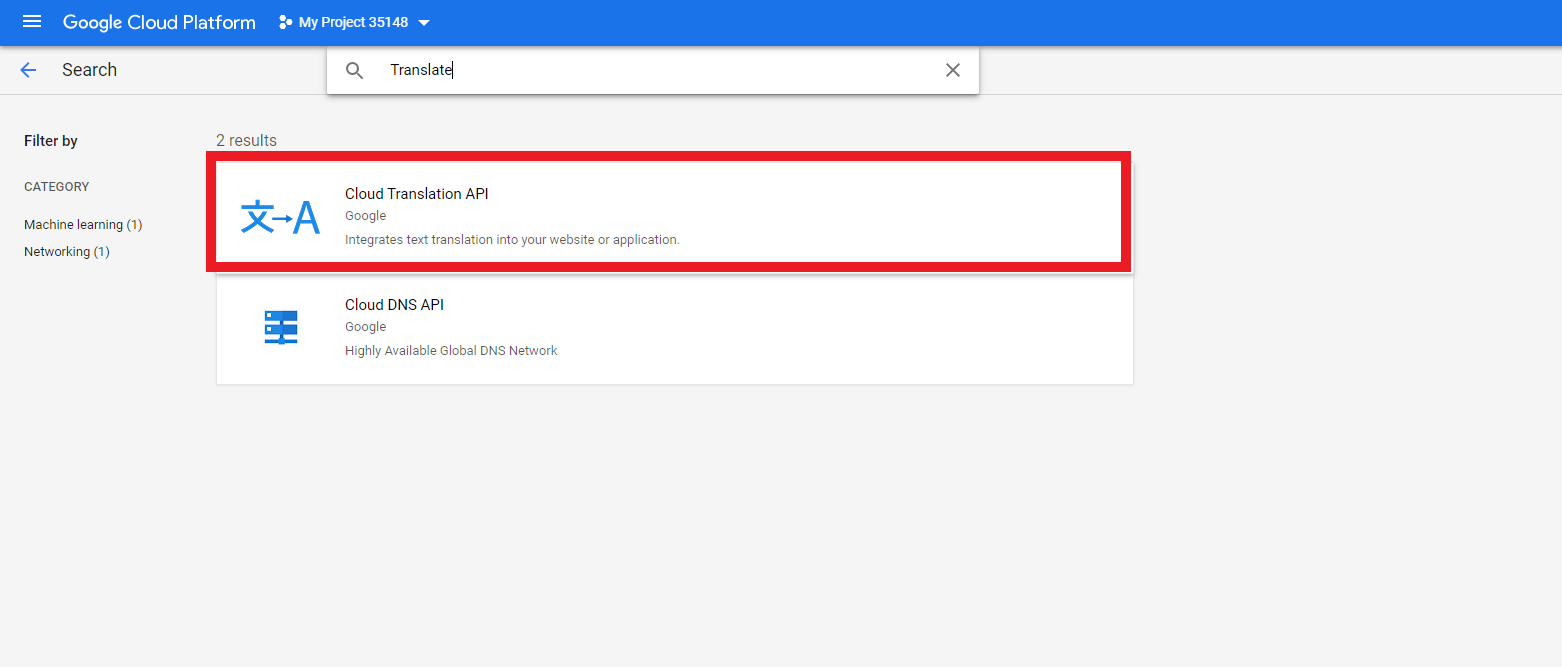 Google Cloud Platform
My Project 35148
Search
Translate
Filter by
CATEGORY
Machine learning (1)
Networking (1)
2 results
文→A
Cloud Translation API
Google
Integrates text translation into your website or application.
Cloud DNS API
Google
Highly Available Global DNS Network